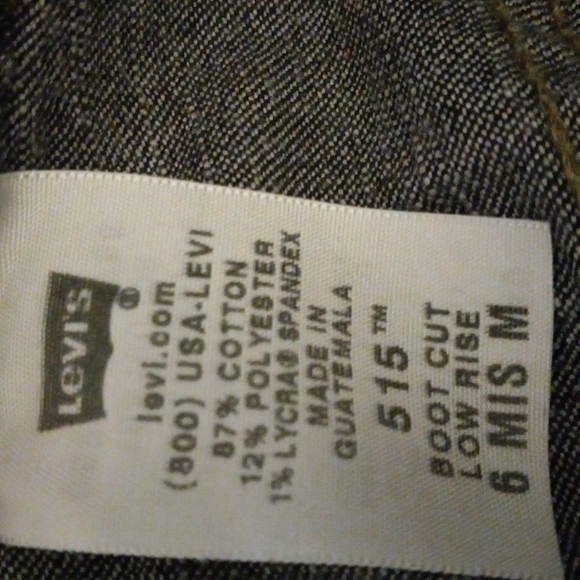 Levi's®
levi.com
(800) USA-LEVI
87% COTTON
12% POLYESTER
1% LYCRA® SPANDEX
MADE IN
GUATEMALA
515™
BOOT CUT
LOW RISE
6 MIS M